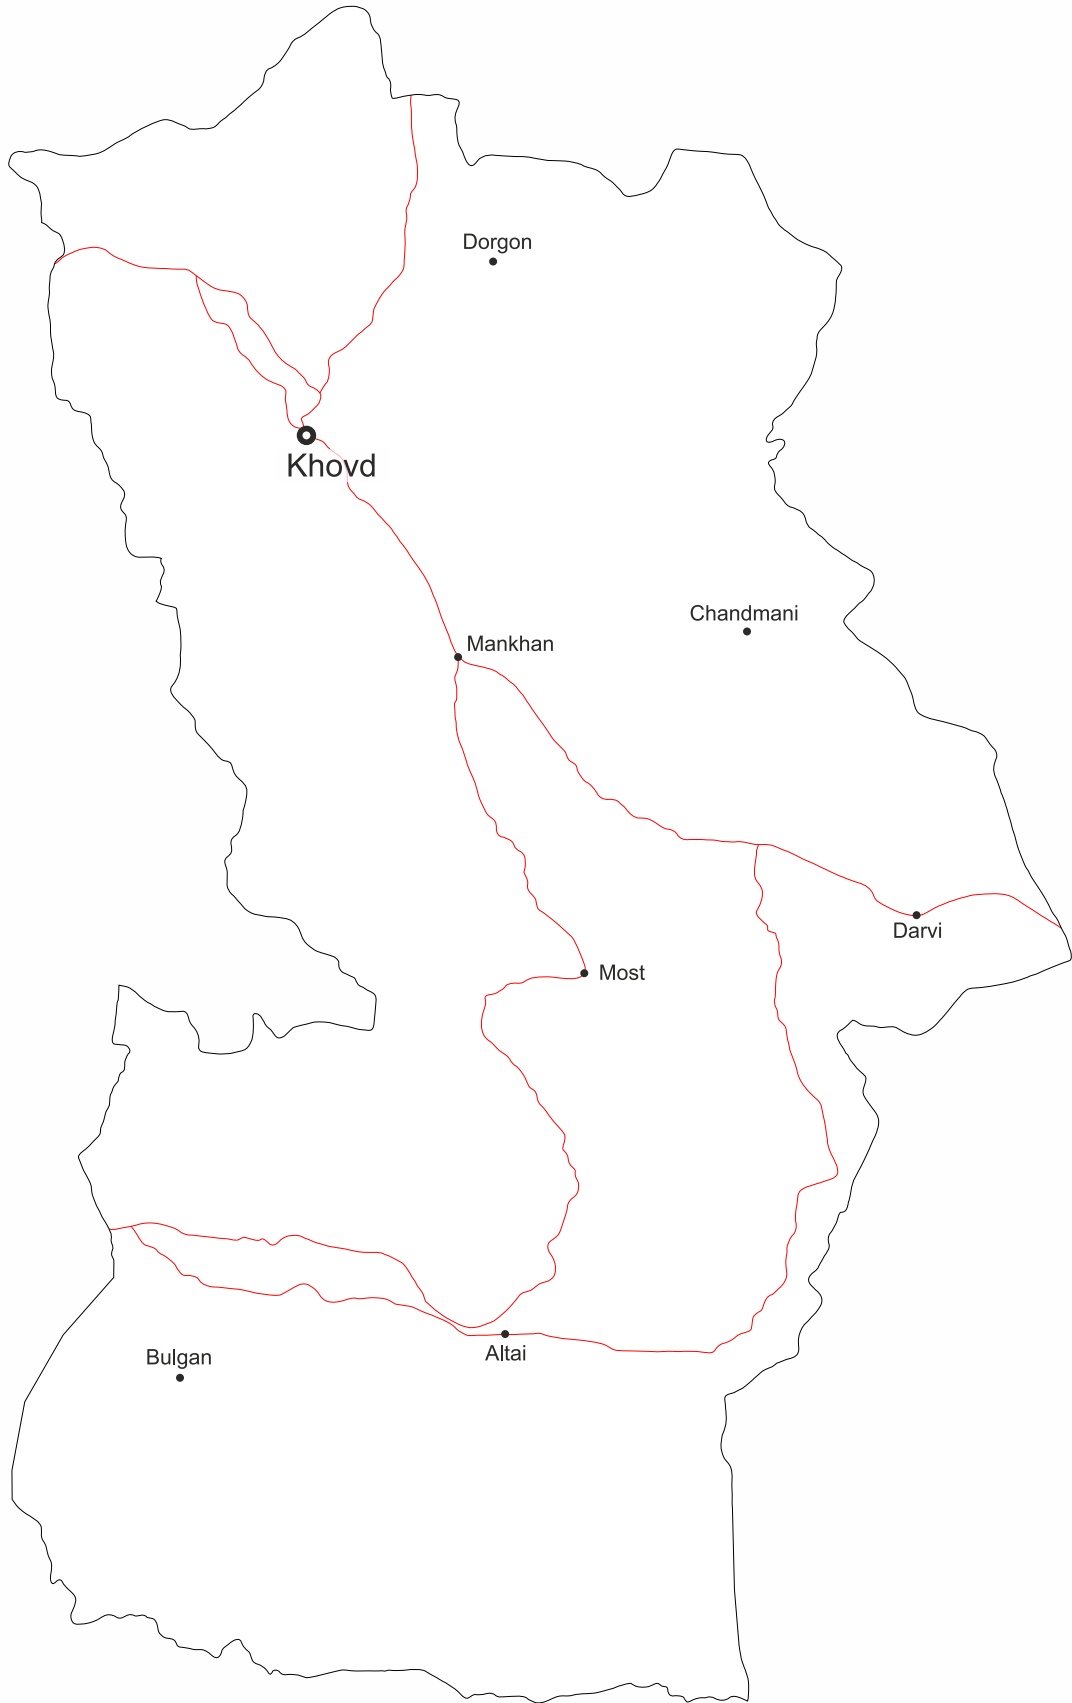 Dorgon
Khovd
Chandmani
Mankhan
Darvi
Most
Altai
Bulgan